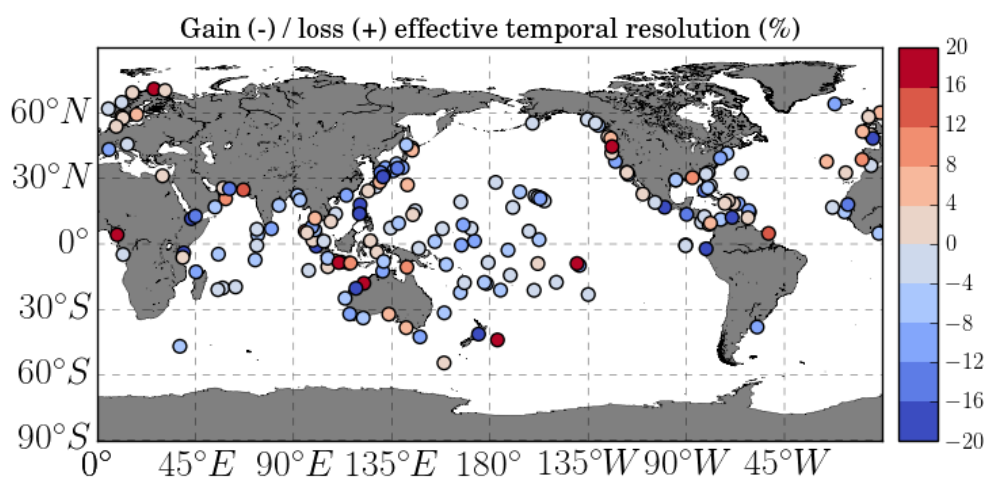 Gain (-) / loss (+) effective temporal resolution (%)
60°N
30°N
0°
30°S
60°S
90°S
0° 45°E 90°E 135°E 180° 135°W 90°W 45°W
20
16
12
8
4
0
−4
−8
−12
−16
−20